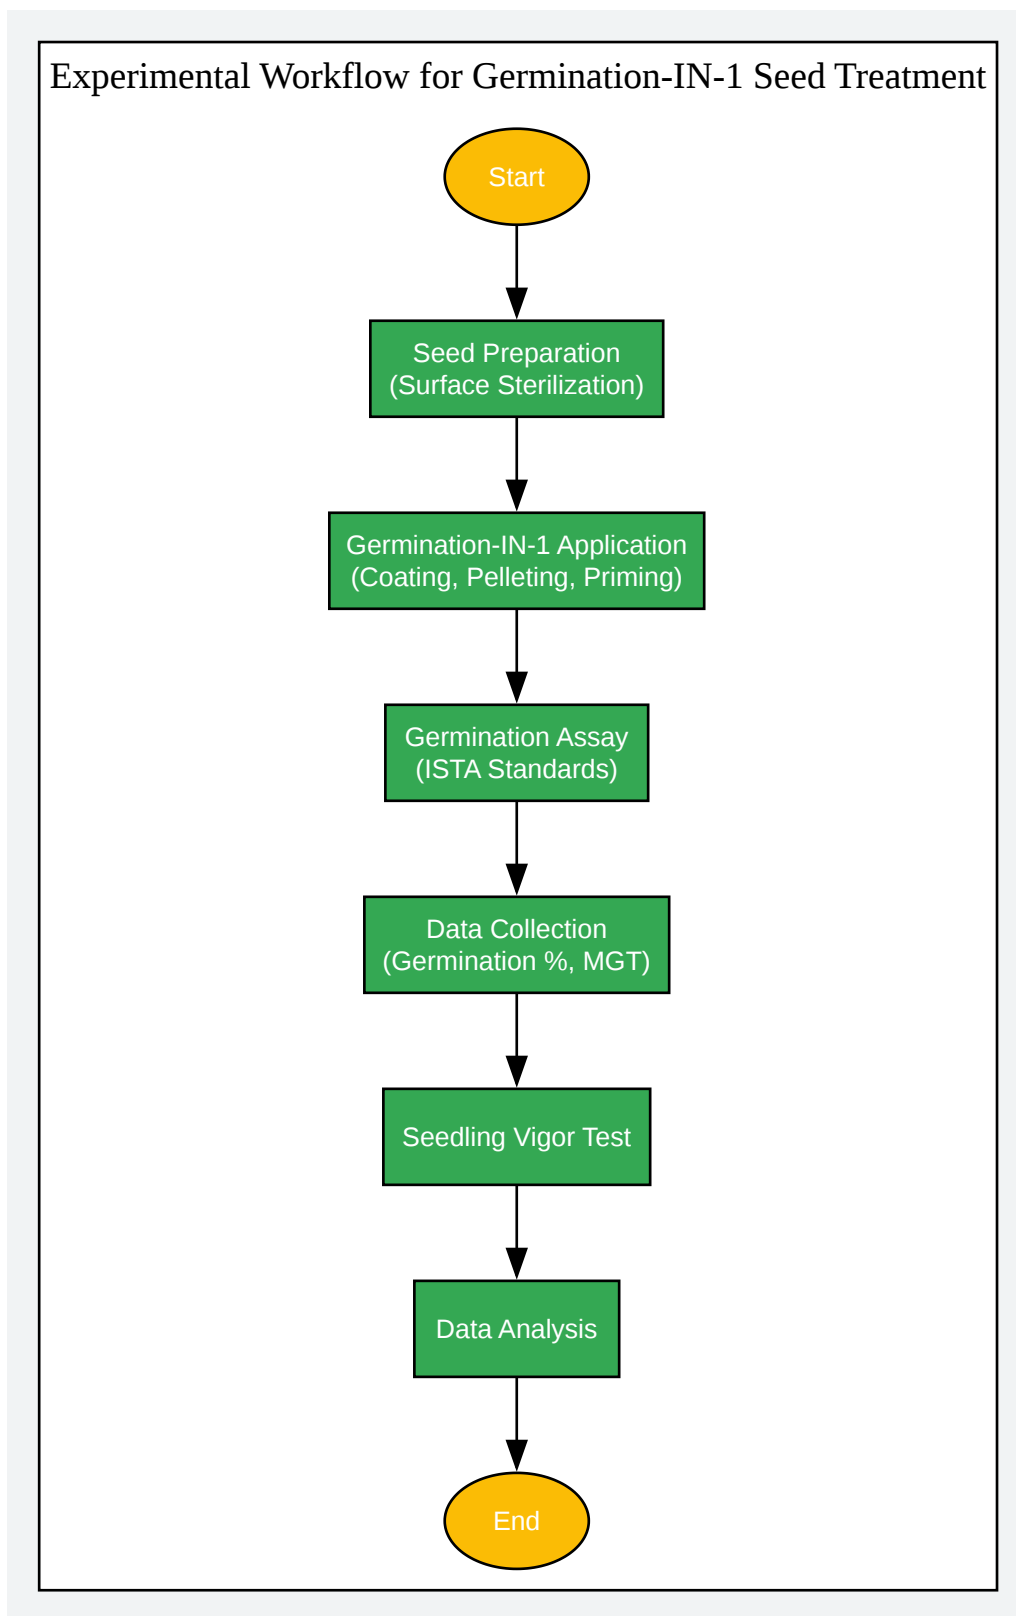 Experimental Workflow for Germination-IN-1 Seed Treatment
Start
Seed Preparation
(Surface Sterilization)
Germination-IN-1 Application
(Coating, Pelleting, Priming)
Germination Assay
(ISTA Standards)
Data Collection
(Germination %, MGT)
Seedling Vigor Test
Data Analysis
End